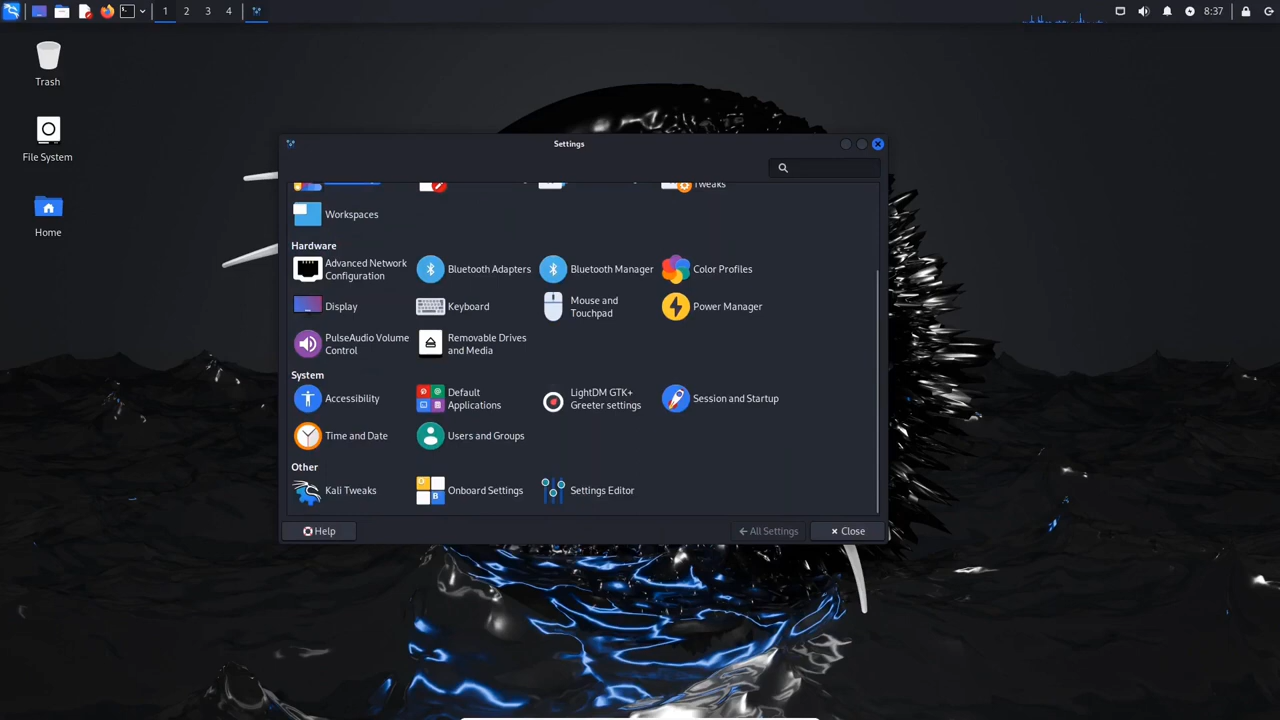 1 2 3 4
8:37
Trash
File System
Home
Settings
Tweaks
Workspaces
Hardware
Advanced Network
Configuration
Bluetooth Adapters
Bluetooth Manager
Color Profiles
Display
Keyboard
Mouse and
Touchpad
Power Manager
PulseAudio Volume
Control
Removable Drives
and Media
System
Accessibility
Default
Applications
LightDM GTK+
Greeter settings
Session and Startup
Time and Date
Users and Groups
Other
Kali Tweaks
Onboard Settings
Settings Editor
Help
All Settings
Close